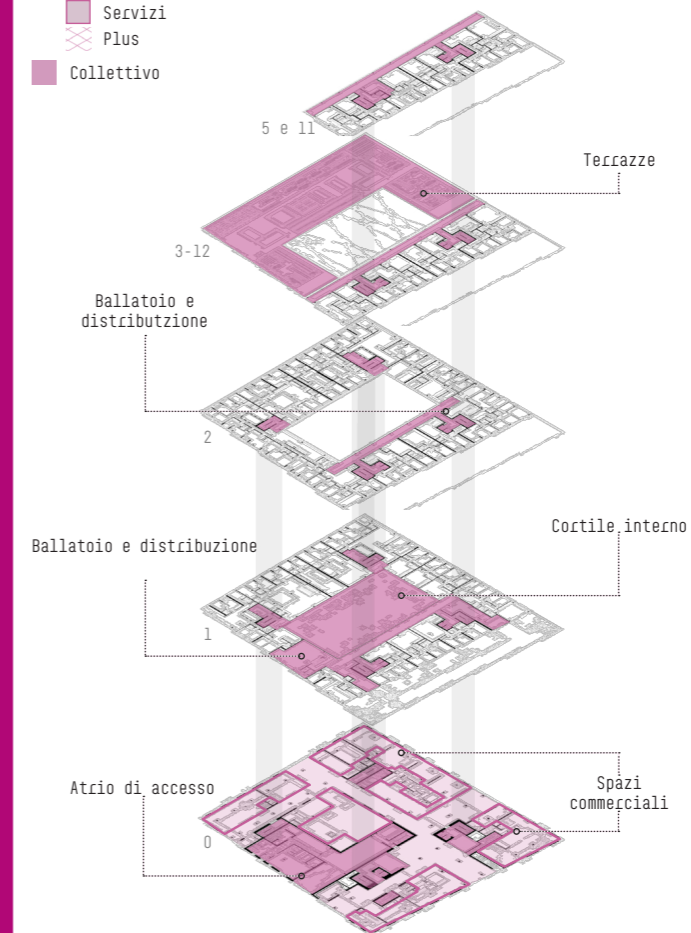 Servizi
Plus
Collettivo
5 e 11
Terrazze
3-12
Ballatoio e
distributzione
2
Cortile interno
Ballatoio e distribuzione
1
Atrio di accesso
Spazi
commerciali
0